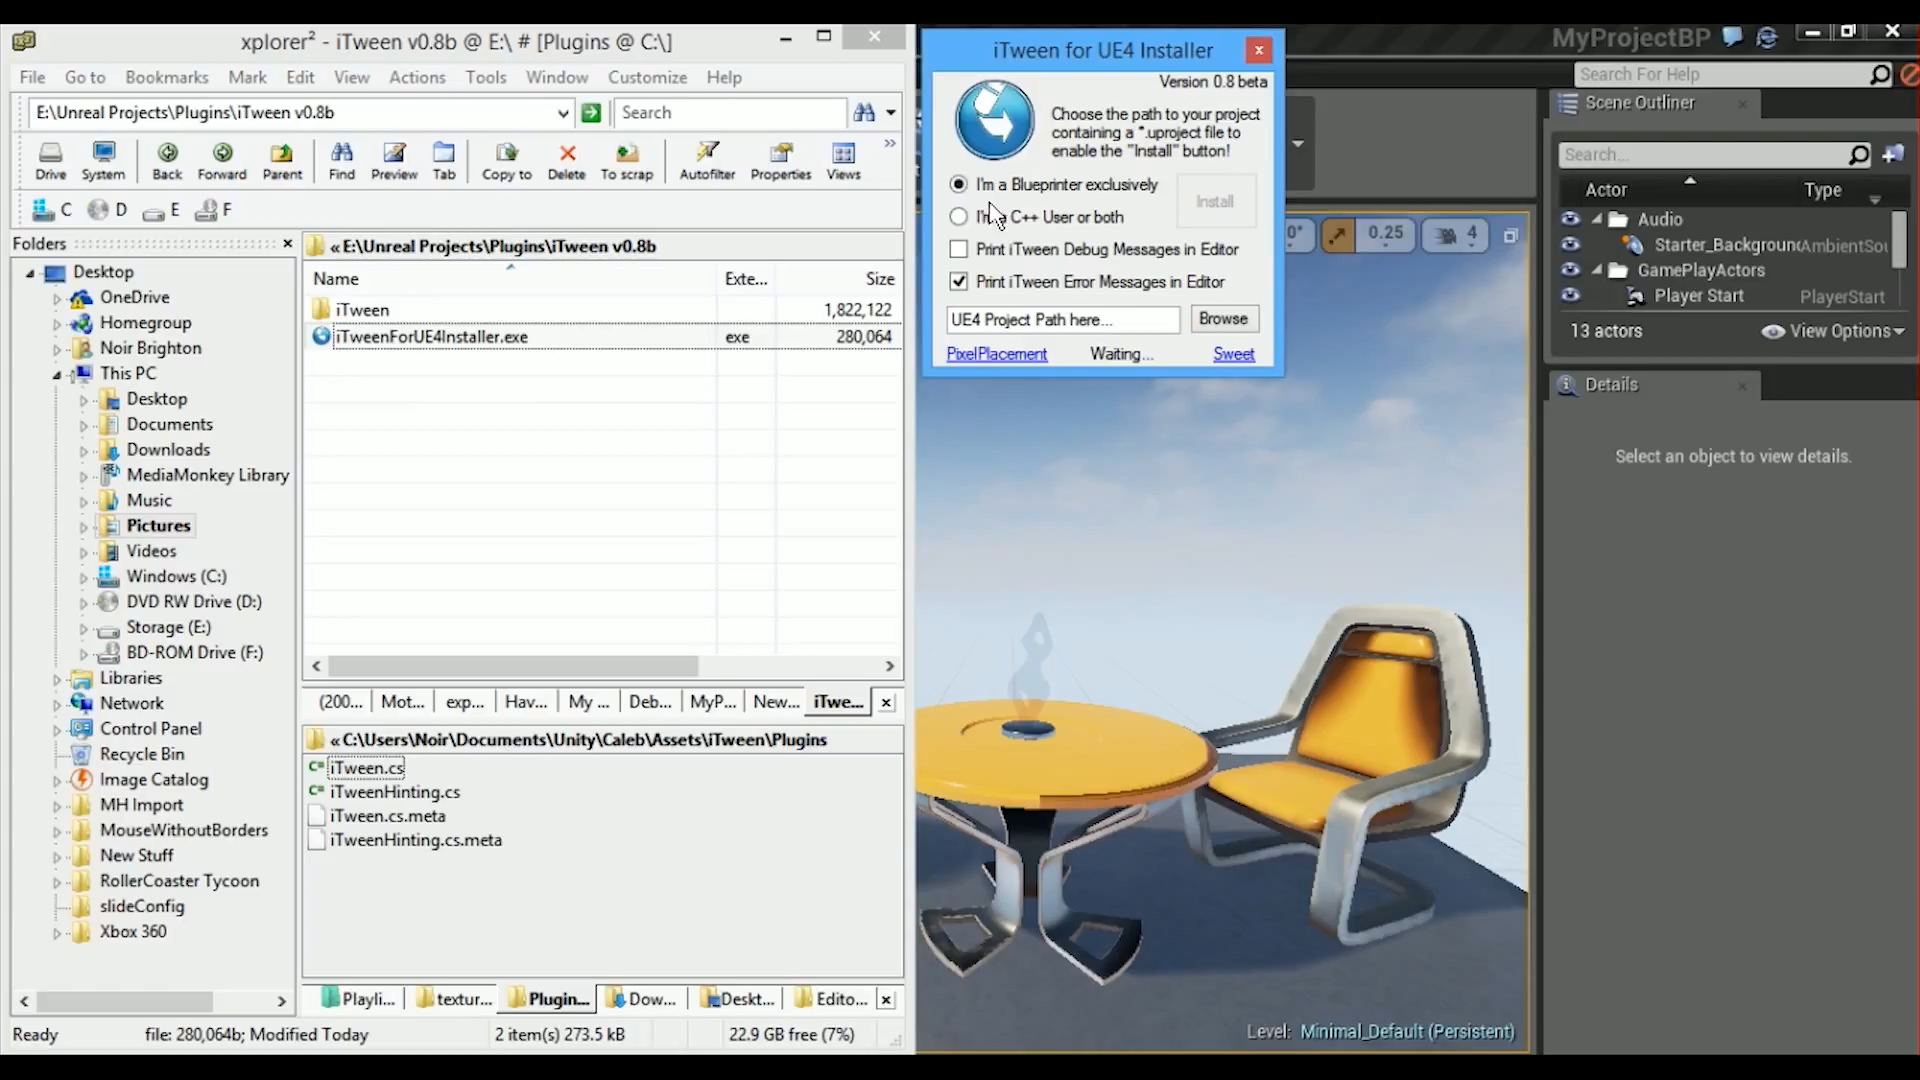 xplorer² - iTween v0.8b @ E:\ # [Plugins @ C:\]
File Go to Bookmarks Mark Edit View Actions Tools Window Customize Help
E:\Unreal Projects\Plugins\iTween v0.8b
Search
Drive System Back Forward Parent Find Preview Tab Copy to Delete To scrap Autofilter Properties Views
C D E F
Folders
Desktop
OneDrive
Homegroup
Noir Brighton
This PC
Desktop
Documents
Downloads
MediaMonkey Library
Music
Pictures
Videos
Windows (C:)
DVD RW Drive (D:)
Storage (E:)
BD-ROM Drive (F:)
Libraries
Network
Control Panel
Recycle Bin
Image Catalog
MH Import
MouseWithoutBorders
New Stuff
RollerCoaster Tycoon
slideConfig
Xbox 360
«E:\Unreal Projects\Plugins\iTween v0.8b
Name Exte... Size
iTween 1,822,122
iTweenForUE4Installer.exe exe 280,064
(200... Mot... exp... Hav... My ... Deb... MyP... New... iTwe...
«C:\Users\Noir\Documents\Unity\Caleb\Assets\iTween\Plugins
iTween.cs
iTweenHinting.cs
iTween.cs.meta
iTweenHinting.cs.meta
Playli... textur... Plugin... Dow... Deskt... Edito...
Ready file: 280,064b; Modified Today 2 item(s) 273.5 kB 22.9 GB free (7%)
iTween for UE4 Installer
Version 0.8 beta
Choose the path to your project
containing a *.uproject file to
enable the "Install" button!
I'm a Blueprinter exclusively
C++ User or both
Install
Print iTween Debug Messages in Editor
Print iTween Error Messages in Editor
UE4 Project Path here...
Browse
PixelPlacement Waiting... Sweet
MyProjectBP
Search For Help
Scene Outliner
Search...
Actor Type
Audio
Starter_Background AmbientSou
GamePlayActors
Player Start PlayerStart
13 actors View Options
Details
Select an object to view details.
0° 0.25 4
Level: Minimal_Default (Persistent)